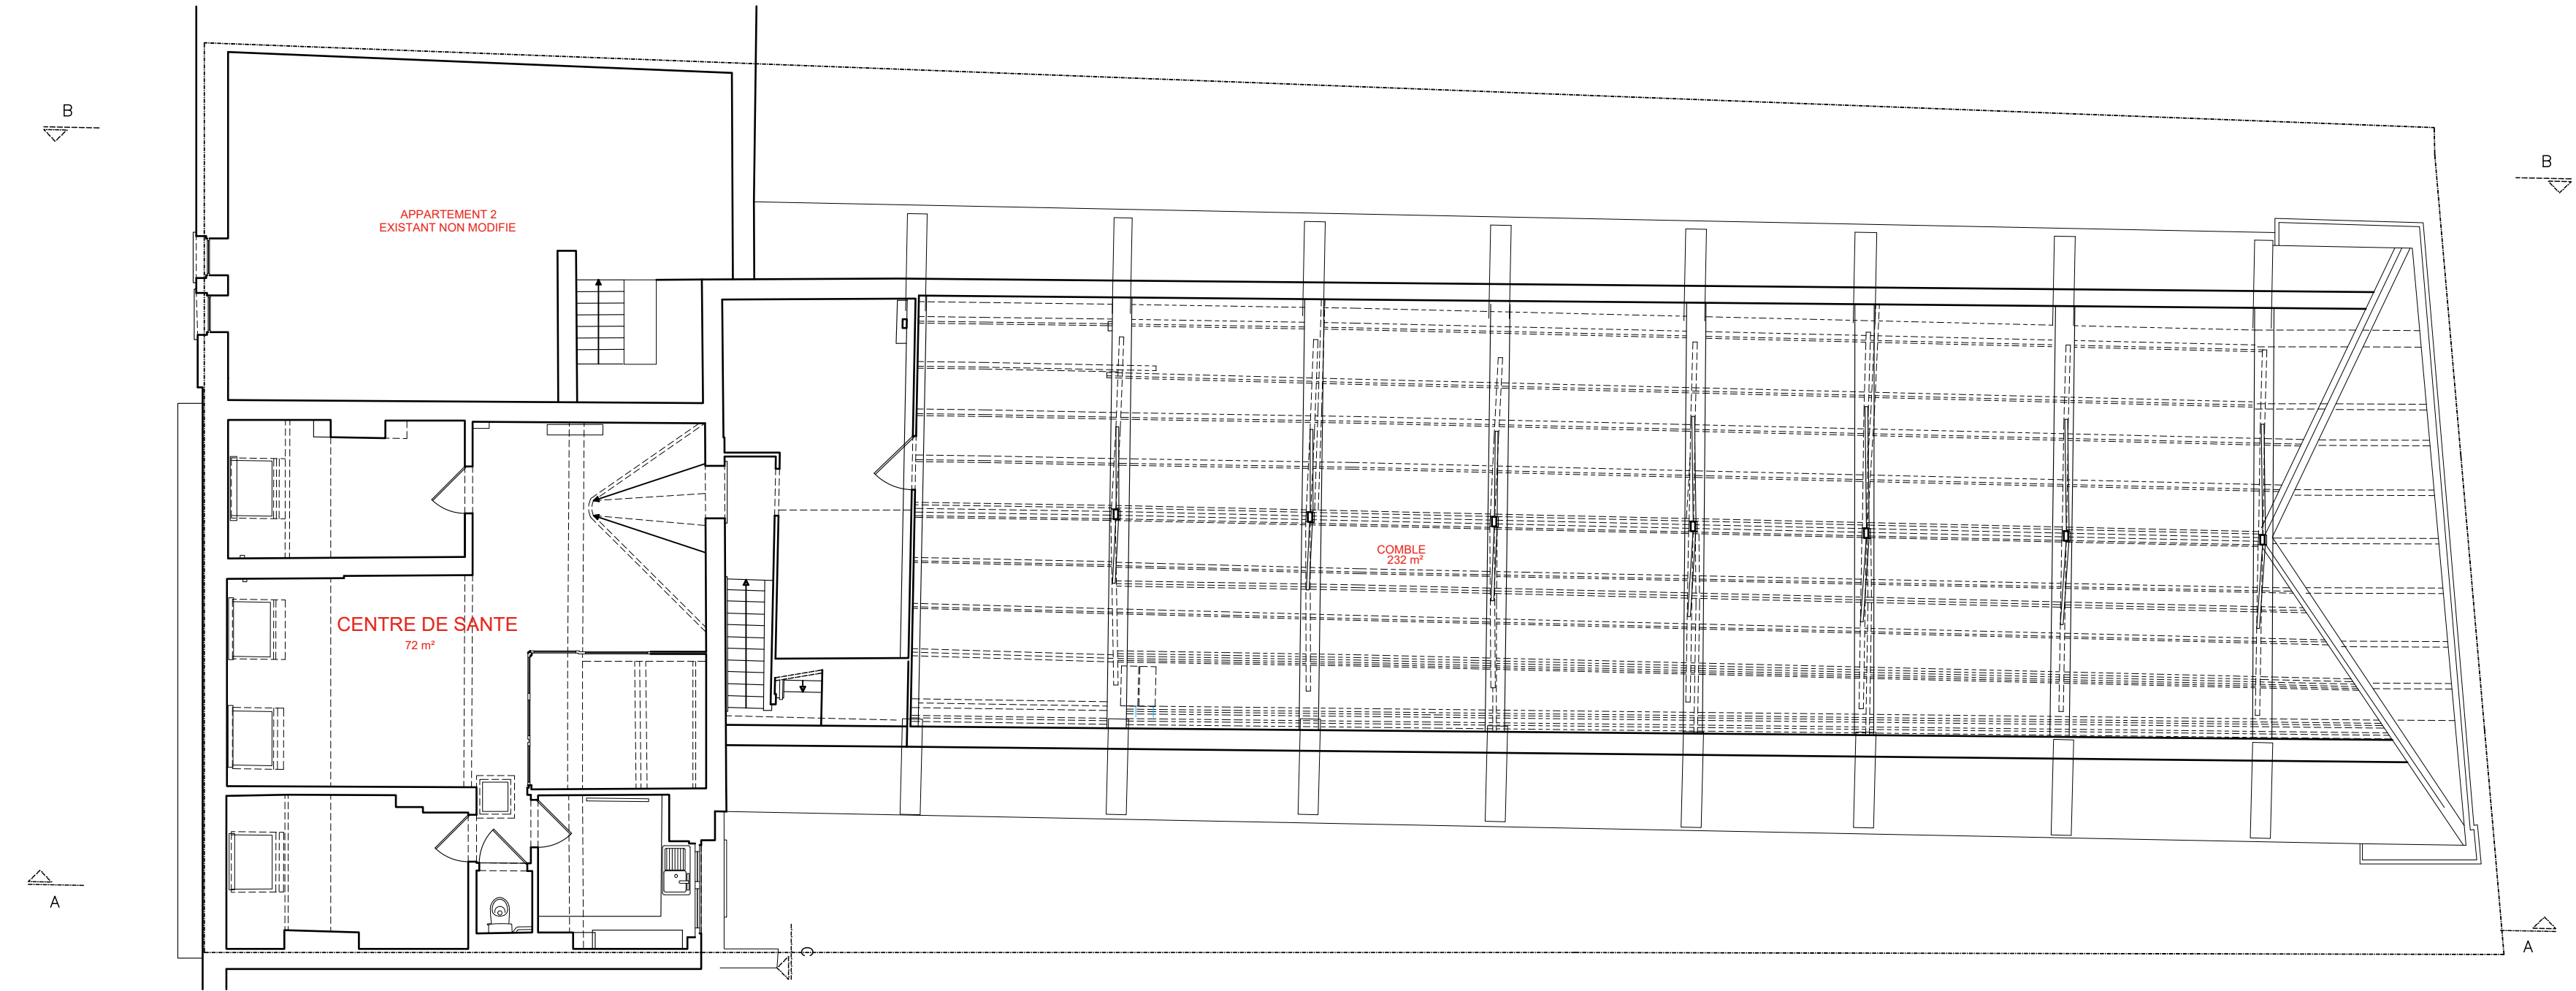 B
B
APPARTEMENT 2
EXISTANT NON MODIFIE
COMBLE
232 m²
CENTRE DE SANTE
72 m²
A
A
C